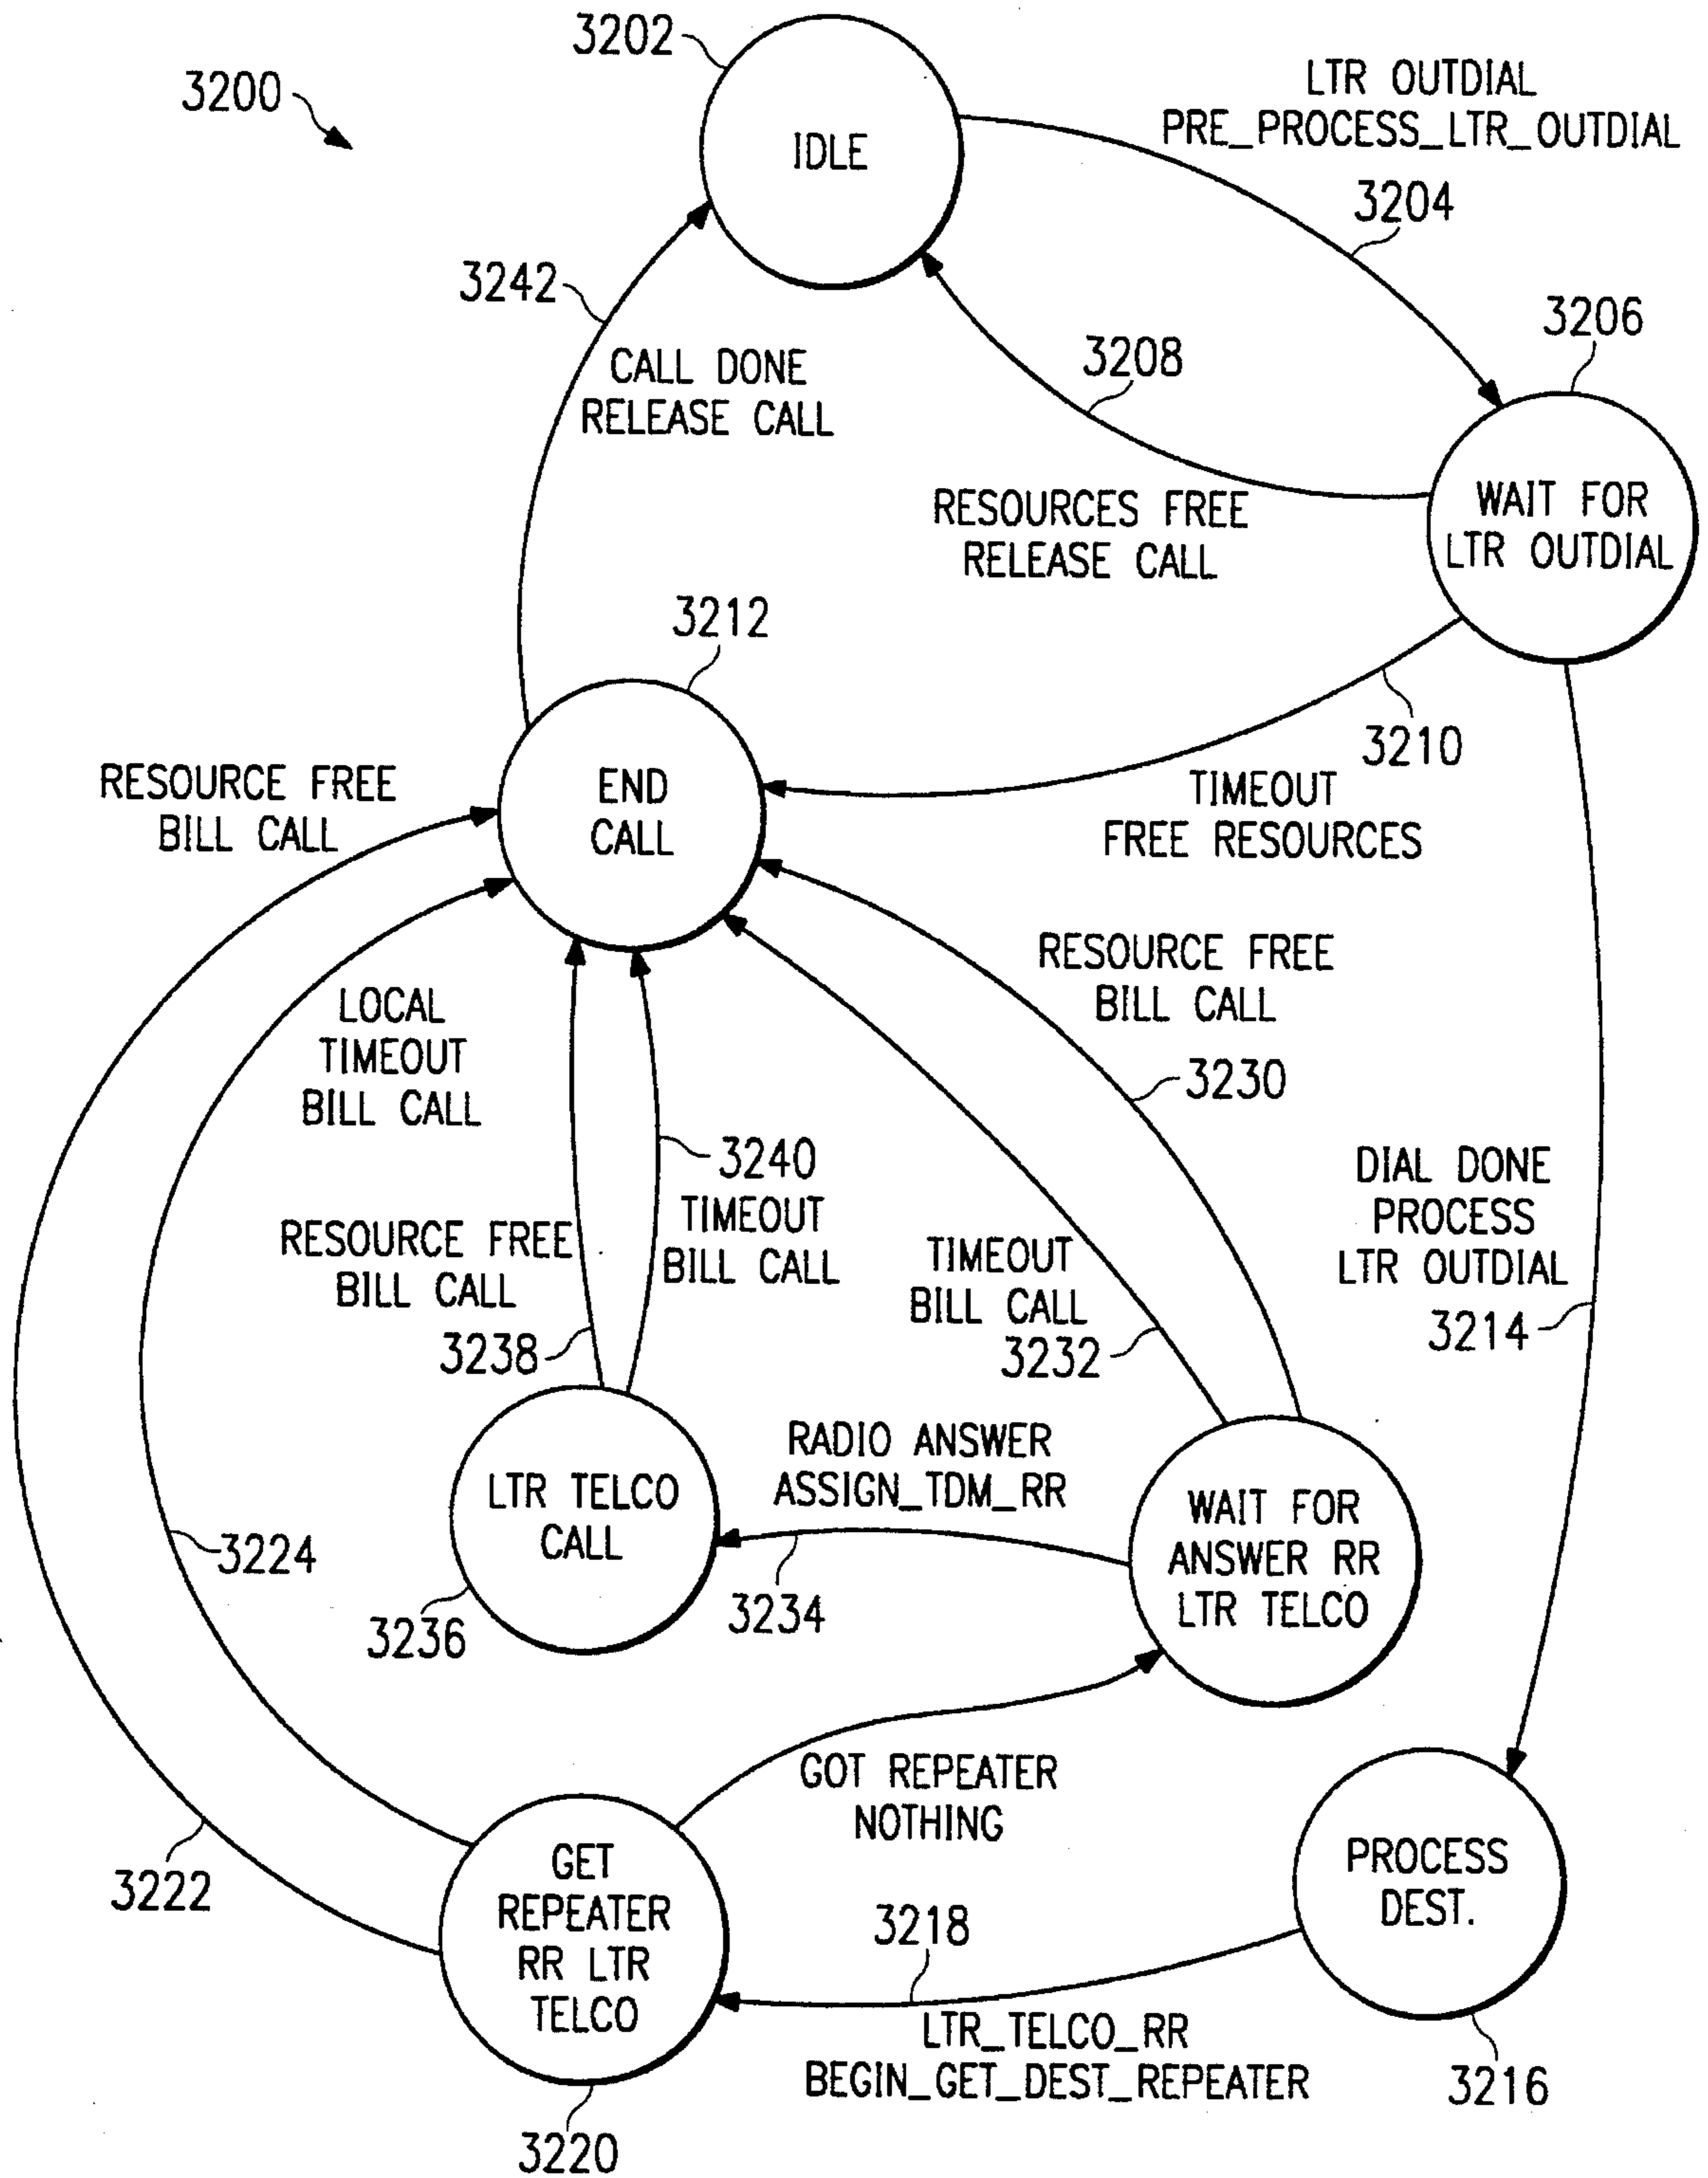 3202
3200
IDLE
LTR OUTDIAL
PRE_PROCESS_LTR_OUTDIAL
3204
3242
CALL DONE
RELEASE CALL
3208
RESOURCES FREE
RELEASE CALL
3206
WAIT FOR
LTR OUTDIAL
3212
END
CALL
3210
TIMEOUT
FREE RESOURCES
RESOURCE FREE
BILL CALL
LOCAL
TIMEOUT
BILL CALL
RESOURCE FREE
BILL CALL
3230
3240
TIMEOUT
BILL CALL
RESOURCE FREE
BILL CALL
3238
TIMEOUT
BILL CALL
3232
DIAL DONE
PROCESS
LTR OUTDIAL
3214
LTR TELCO
CALL
3236
RADIO ANSWER
ASSIGN_TDM_RR
3234
WAIT FOR
ANSWER RR
LTR TELCO
3224
3222
GOT REPEATER
NOTHING
GET
REPEATER
RR LTR
TELCO
3220
3218
LTR_TELCO_RR
BEGIN_GET_DEST_REPEATER
PROCESS
DEST.
3216